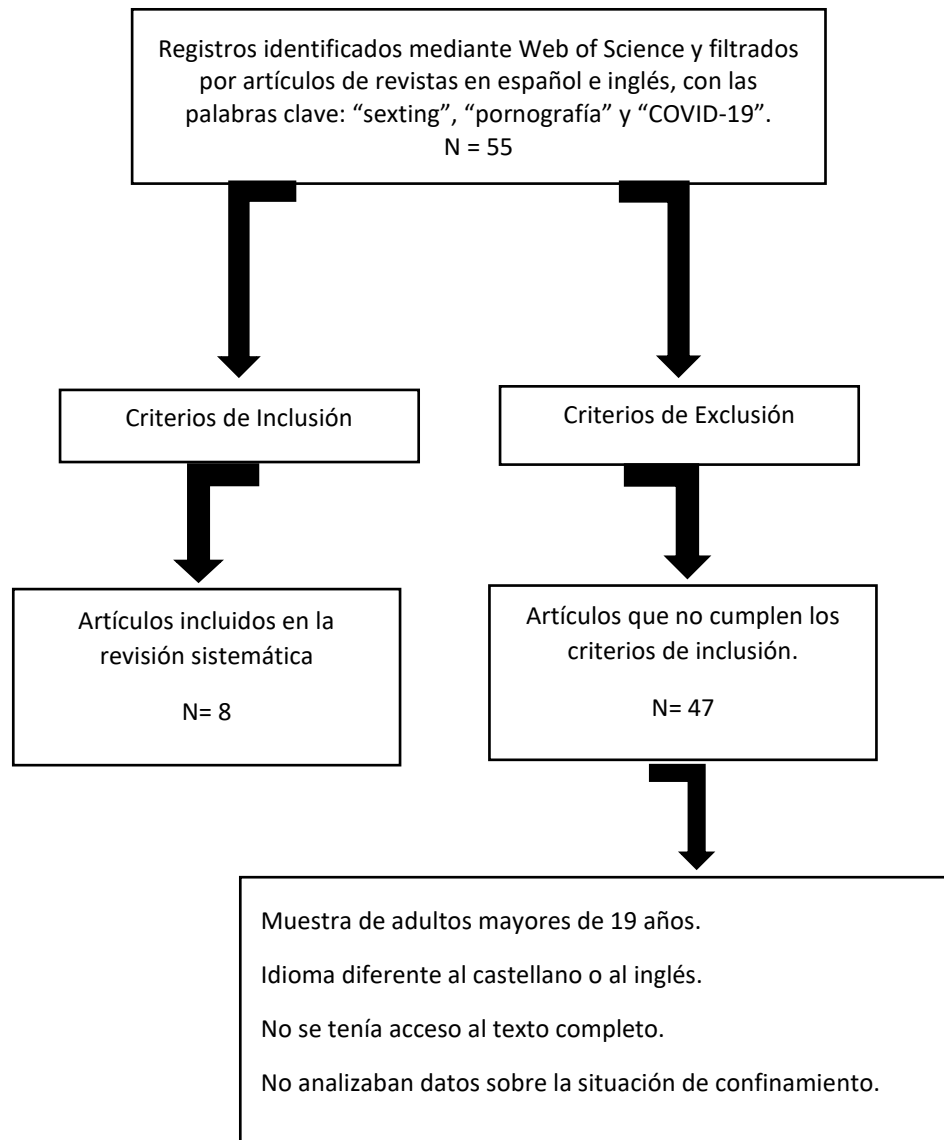 Registros identificados mediante Web of Science y filtrados
por artículos de revistas en español e inglés, con las
palabras clave: “sexting”, “pornografía” y “COVID-19”.
N = 55
Criterios de Inclusión
Criterios de Exclusión
Artículos incluidos en la
revisión sistemática
N= 8
Artículos que no cumplen los
criterios de inclusión.
N= 47
Muestra de adultos mayores de 19 años.
Idioma diferente al castellano o al inglés.
No se tenía acceso al texto completo.
No analizaban datos sobre la situación de confinamiento.